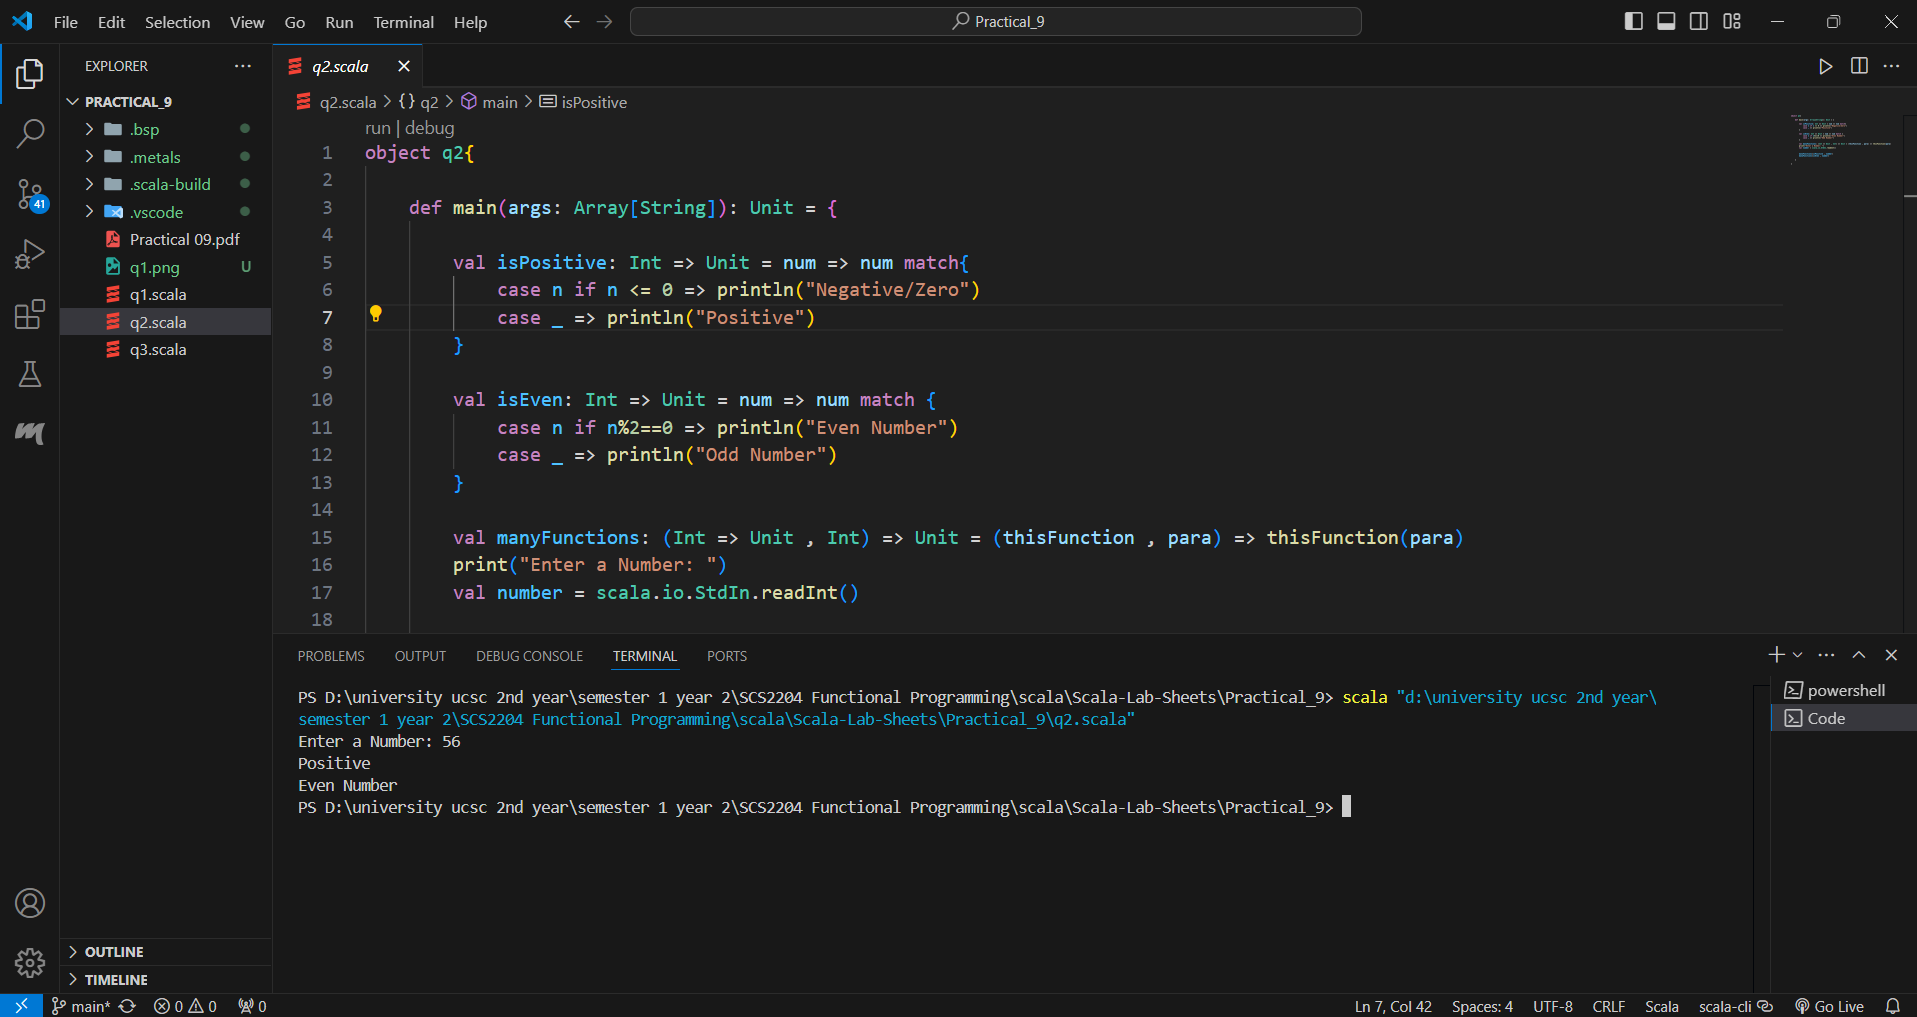 File Edit Selection View Go Run Terminal Help Practical_9
EXPLORER
PRACTICAL_9
.bsp
.metals
.scala-build
.vscode
Practical 09.pdf
q1.png U
q1.scala
q2.scala
q3.scala
OUTLINE
TIMELINE
41
q2.scala
q2.scala > {} q2 > main > isPositive
run | debug
1 object q2{
2
3 def main(args: Array[String]): Unit = {
4
5 val isPositive: Int => Unit = num => num match{
6 case n if n <= 0 => println("Negative/Zero")
7 case _ => println("Positive")
8 }
9
10 val isEven: Int => Unit = num => num match {
11 case n if n%2==0 => println("Even Number")
12 case _ => println("Odd Number")
13 }
14
15 val manyFunctions: (Int => Unit , Int) => Unit = (thisFunction , para) => thisFunction(para)
16 print("Enter a Number: ")
17 val number = scala.io.StdIn.readInt()
18
PROBLEMS OUTPUT DEBUG CONSOLE TERMINAL PORTS
PS D:\university ucsc 2nd year\semester 1 year 2\SCS2204 Functional Programming\scala\Scala-Lab-Sheets\Practical_9> scala "d:\university ucsc 2nd year\
semester 1 year 2\SCS2204 Functional Programming\scala\Scala-Lab-Sheets\Practical_9\q2.scala"
Enter a Number: 56
Positive
Even Number
PS D:\university ucsc 2nd year\semester 1 year 2\SCS2204 Functional Programming\scala\Scala-Lab-Sheets\Practical_9>
powershell
Code
main* 0 0 0 Ln 7, Col 42 Spaces: 4 UTF-8 CRLF Scala scala-cli Go Live